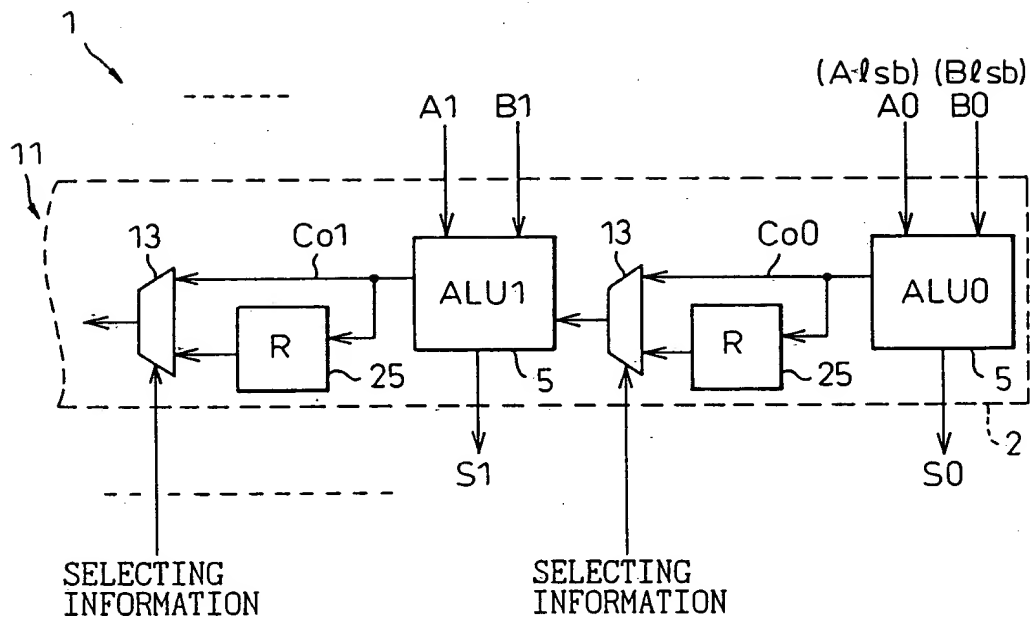 1
(A-lsb) (Blsb)
A1 B1 A0 B0
11
13 Co1 13 Co0
ALU1 ALU0
R R
25 5 25 5
2
S1 S0
SELECTING SELECTING
INFORMATION INFORMATION